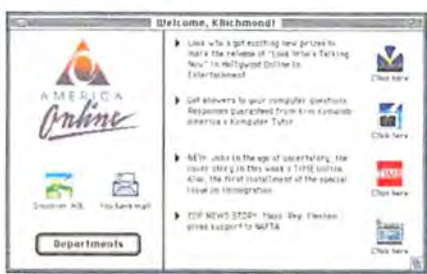 Welcome, KRichmond!
AMERICA
Online
Discover AOL
You have mail
Departments
Look who's got exciting new prizes to
mark the release of "Look Who's Talking
Now" in Hollywood Online in
Entertainment
Click here
Get answers to your computer questions.
Responses guaranteed from Kim Komando
America's Komputer Tutor
Click here
NEW: Jobs in the age of uncertainty, the
cover story in this week's TIME Online.
Also, the first installment of the special
issue on immigration
TIME
Click here
TOP NEWS STORY: Mass. Rep.
gives support to NAFTA
Click here